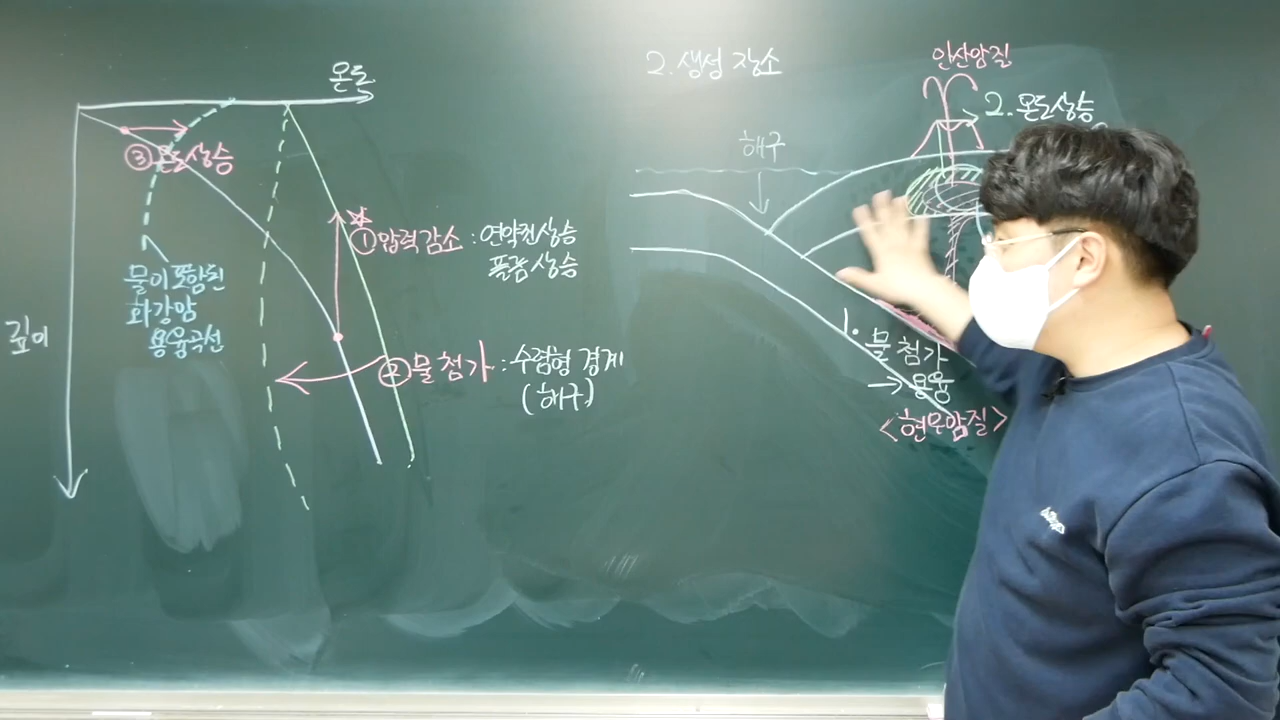 온도
③ 온도상승
① 압력감소 : 연약권상승
플룸상승
물이 포함된
화강암
용융곡선
깊이
② 물 첨가 : 수렴형 경계
(해구)
2. 생성 장소
안산암질
2. 온도상승
해구
1. 물 첨가
→ 용융
<현무암질>